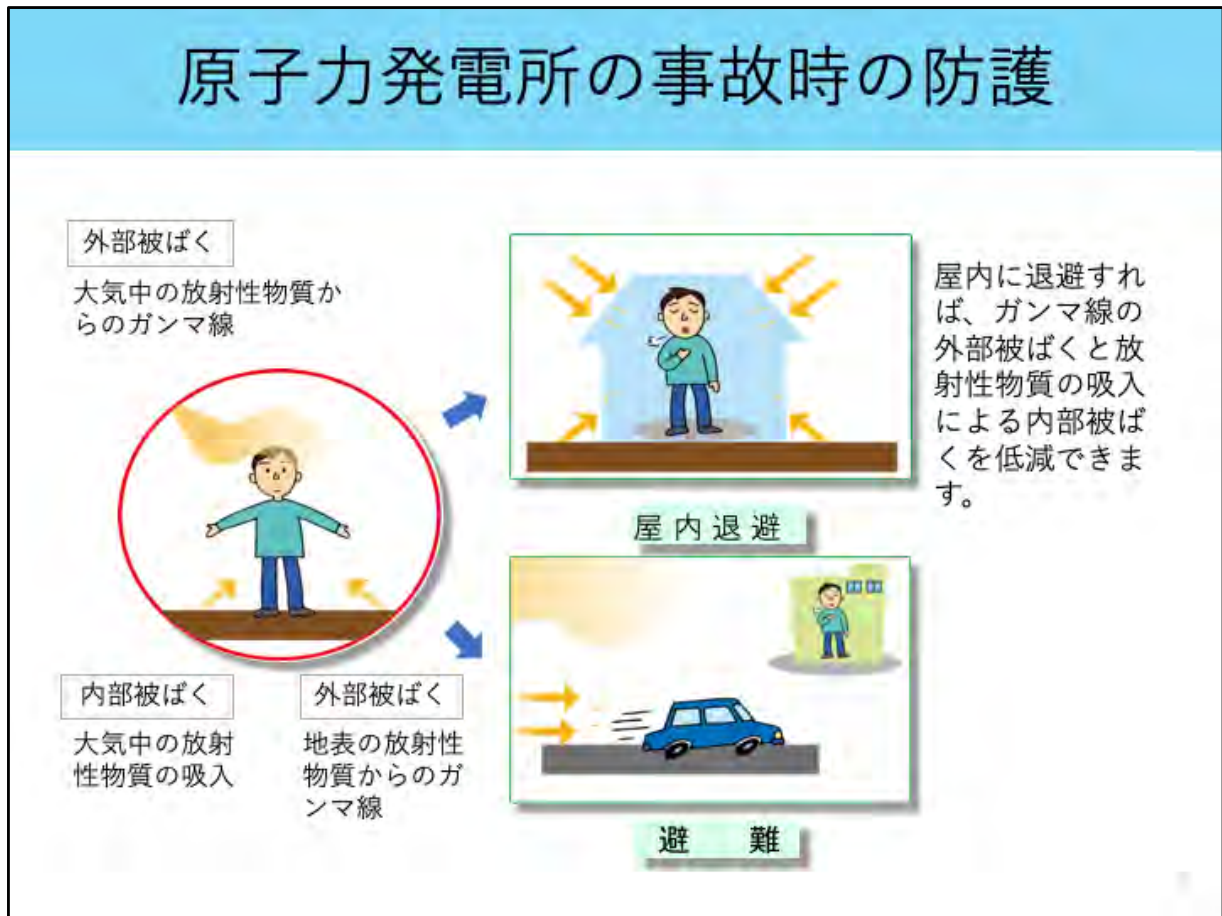 原子力発電所の事故時の防護
外部被ばく
大気中の放射性物質か
らのガンマ線
屋内に退避すれ
ば、ガンマ線の
外部被ばくと放
射性物質の吸入
による内部被ば
くを低減できま
す。
屋内退避
内部被ばく
大気中の放射
性物質の吸入
外部被ばく
地表の放射性
物質からのガ
ンマ線
避　難